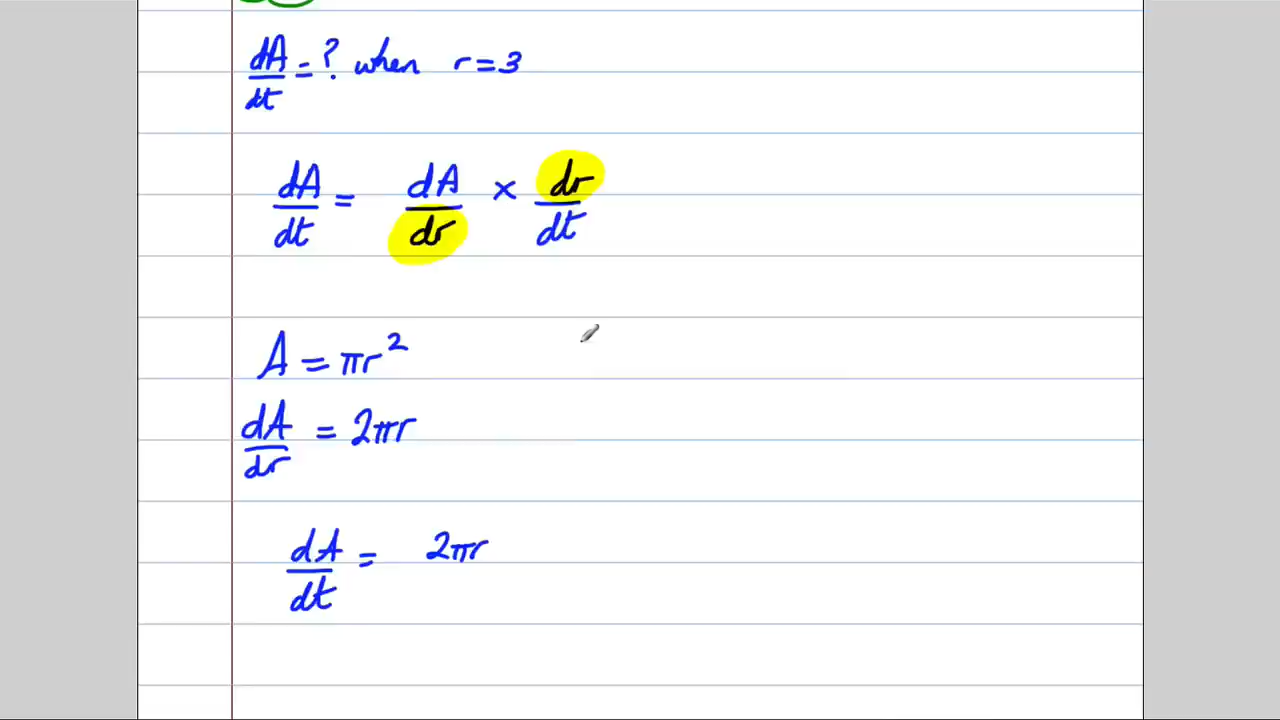 dA/dt = ? when r = 3
dA/dt = dA/dr × dr/dt
A = πr²
dA/dr = 2πr
dA/dt = 2πr